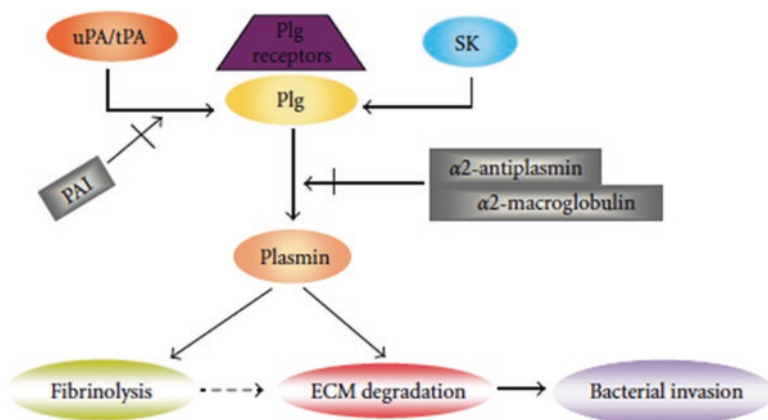 uPA/tPA
Plg
receptors
SK
Plg
PAI
α2-antiplasmin
α2-macroglobulin
Plasmin
Fibrinolysis
ECM degradation
Bacterial invasion